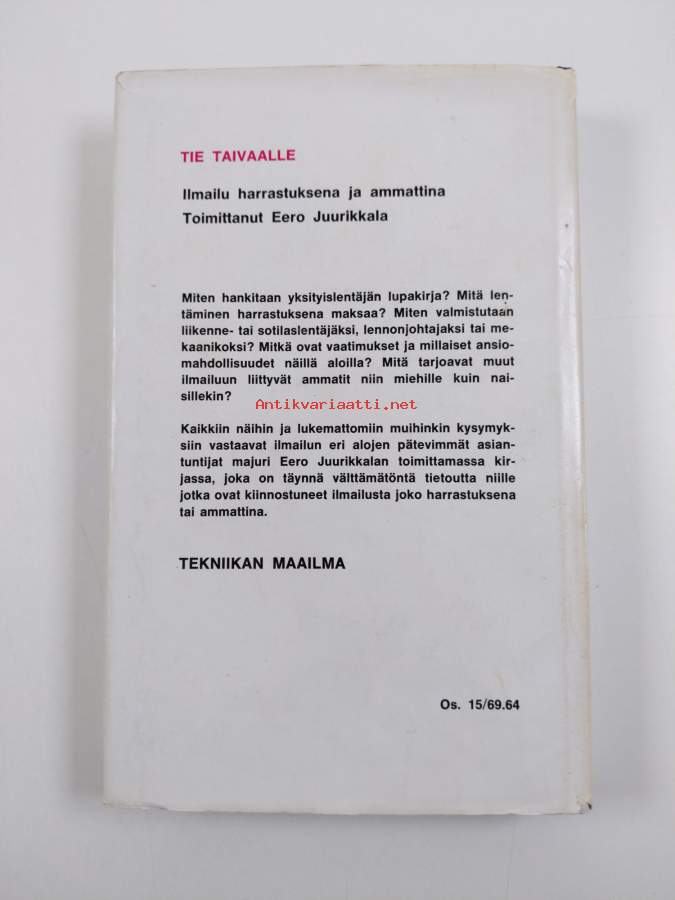 TIE TAIVAALLE
Ilmailu harrastuksena ja ammattina
Toimittanut Eero Juurikkala
Miten hankitaan yksityislentäjän lupakirja? Mitä len-
täminen harrastuksena maksaa? Miten valmistutaan
liikenne- tai sotilaslentäjäksi, lennonjohtajaksi tai me-
kaanikoksi? Mitkä ovat vaatimukset ja millaiset ansio-
mahdollisuudet näillä aloilla? Mitä tarjoavat muut
ilmailuun liittyvät ammatit niin miehille kuin nai-
sillekin?
Antikvariaatti.net
Kaikkiin näihin ja lukemattomiin muihinkin kysymyk-
siin vastaavat ilmailun eri alojen pätevimmät asian-
tuntijat majuri Eero Juurikkalan toimittamassa kir-
jassa, joka on täynnä välttämätöntä tietoutta niille
jotka ovat kiinnostuneet ilmailusta joko harrastuksena
tai ammattina.
TEKNIIKAN MAAILMA
Os. 15/69.64